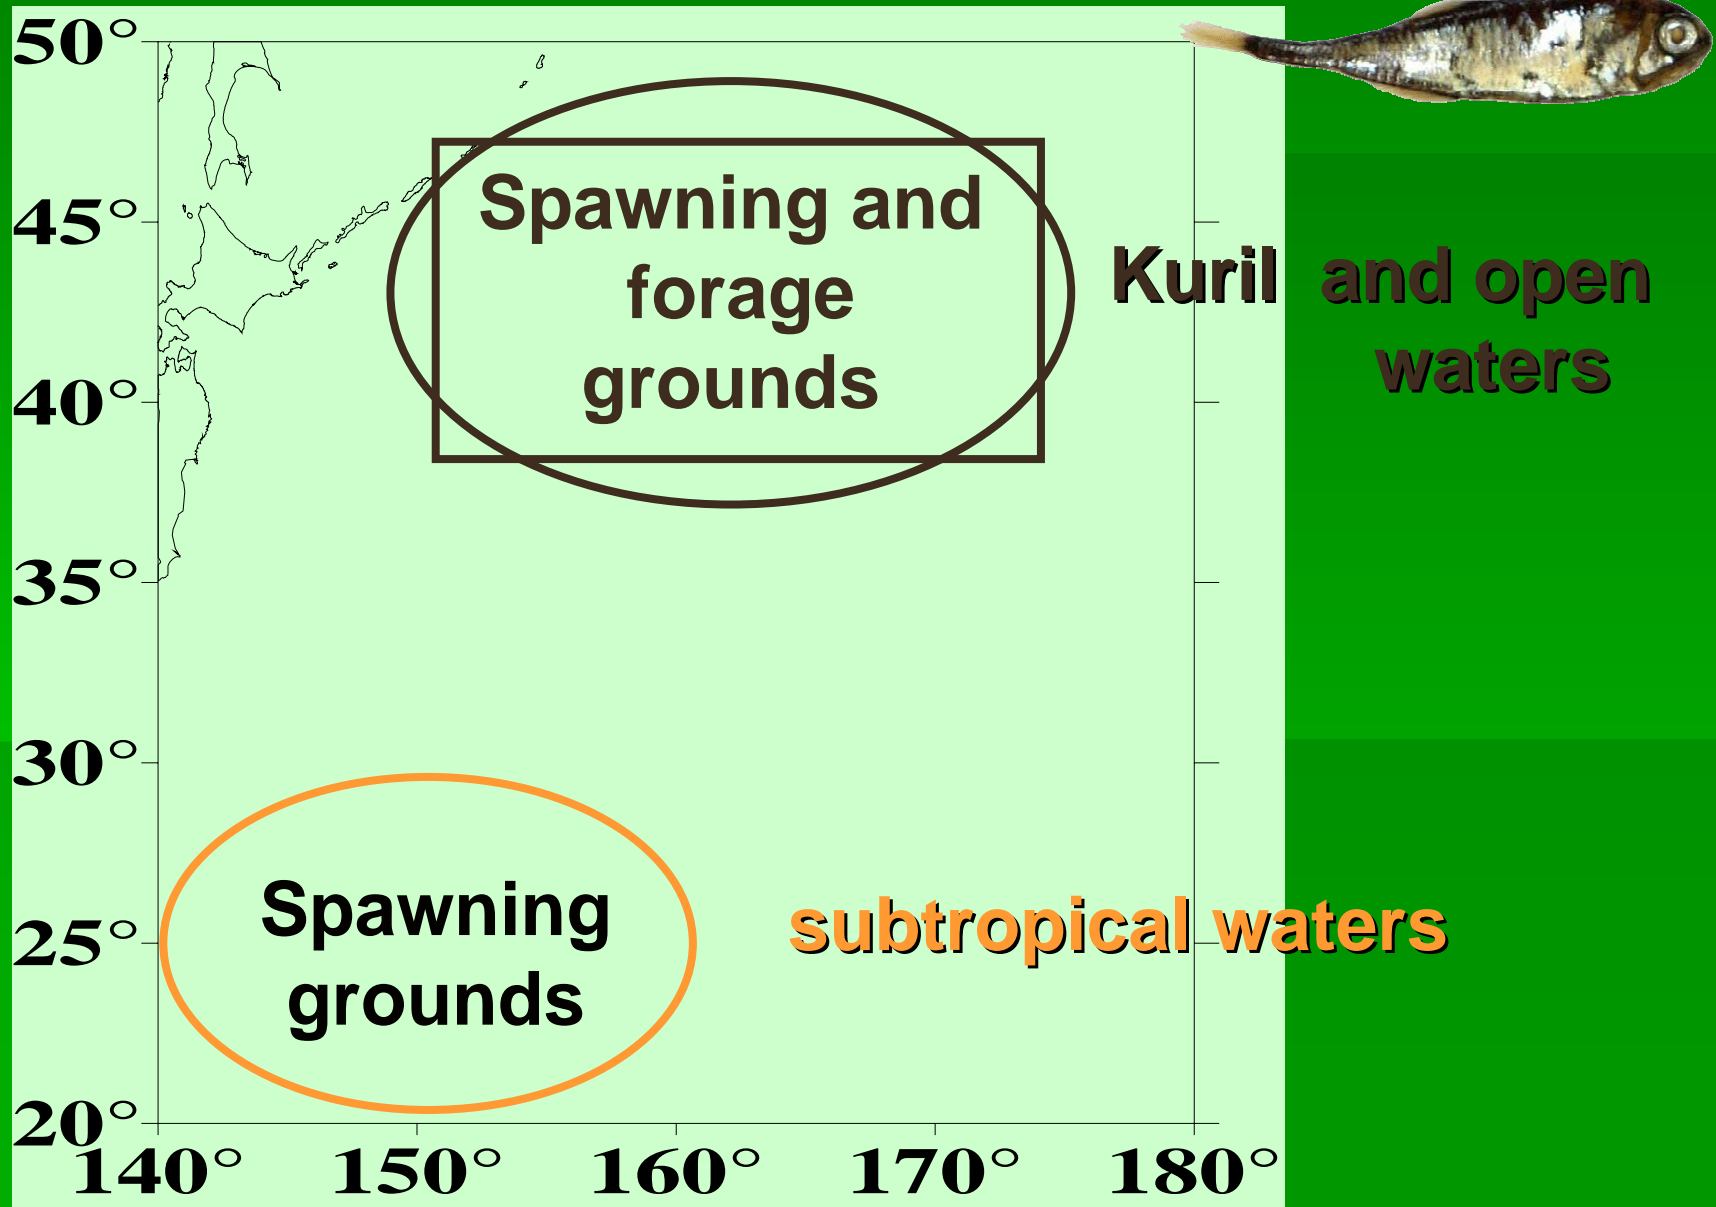 50°
45°
40°
35°
30°
25°
20°
140° 150° 160° 170° 180°
Spawning and
forage
grounds
Kuril and open
waters
Spawning
grounds
subtropical waters